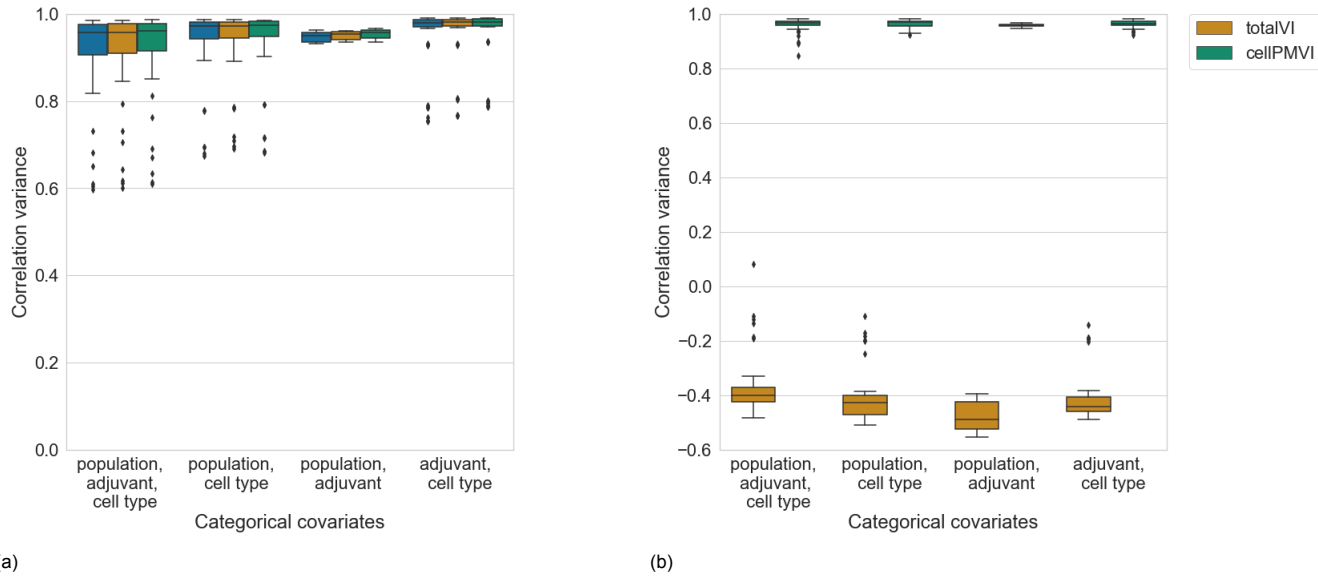 1.0
0.8
0.6
0.4
0.2
0.0
Correlation variance
population,
adjuvant,
cell type
population,
cell type
population,
adjuvant
adjuvant,
cell type
Categorical covariates
1.0
0.8
0.6
0.4
0.2
0.0
−0.2
−0.4
−0.6
Correlation variance
population,
adjuvant,
cell type
population,
cell type
population,
adjuvant
adjuvant,
cell type
Categorical covariates
totalVI
cellPMVI
a)
(b)